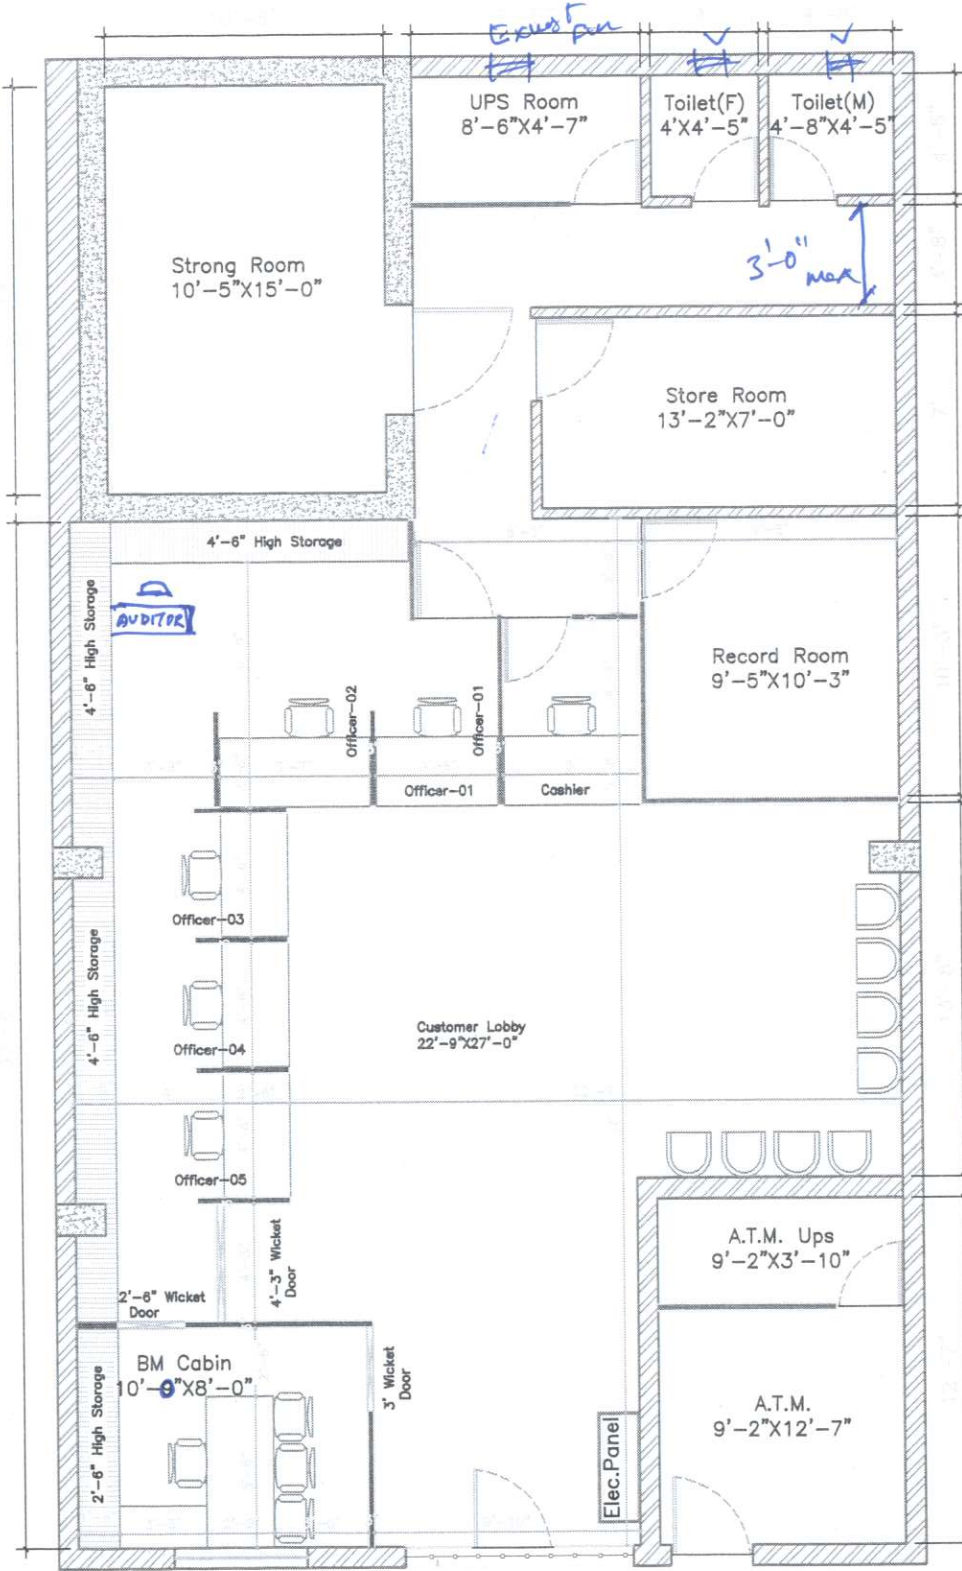 Exhust
fan
UPS Room
8'-6"X4'-7"
Toilet(F)
4'X4'-5"
Toilet(M)
4'-8"X4'-5"
3'-0"
max
Strong Room
10'-5"X15'-0"
Store Room
13'-2"X7'-0"
4'-6" High Storage
AUDITOR
4'-6" High Storage
Record Room
9'-5"X10'-3"
Officer-02
Officer-01
Officer-01
Cashier
Officer-03
4'-6" High Storage
Officer-04
Customer Lobby
22'-9"X27'-0"
Officer-05
A.T.M. Ups
9'-2"X3'-10"
4'-3" Wicket
Door
2'-6" Wicket
Door
BM Cabin
10'-9"X8'-0"
3' Wicket
Door
2'-6" High Storage
A.T.M.
9'-2"X12'-7"
Elec.Panel